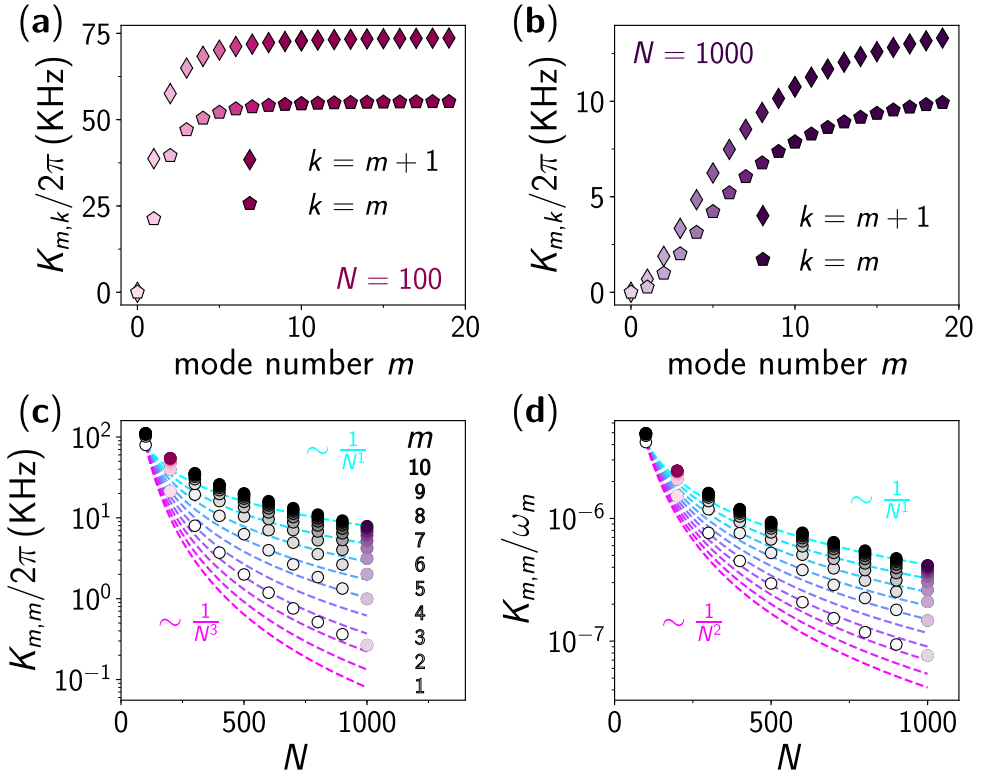 (a)
75
50
25
0
K_{m,k}/2π (KHz)
k = m + 1
k = m
N = 100
0 10 20
mode number m
(b)
N = 1000
10
5
0
K_{m,k}/2π (KHz)
k = m + 1
k = m
0 10 20
mode number m
(c)
10^2
10^1
10^0
10^{-1}
K_{m,m}/2π (KHz)
∼ 1/N^1
∼ 1/N^3
m
10
9
8
7
6
5
4
3
2
1
0 500 1000
N
(d)
10^{-6}
10^{-7}
K_{m,m}/ω_m
∼ 1/N^1
∼ 1/N^2
0 500 1000
N